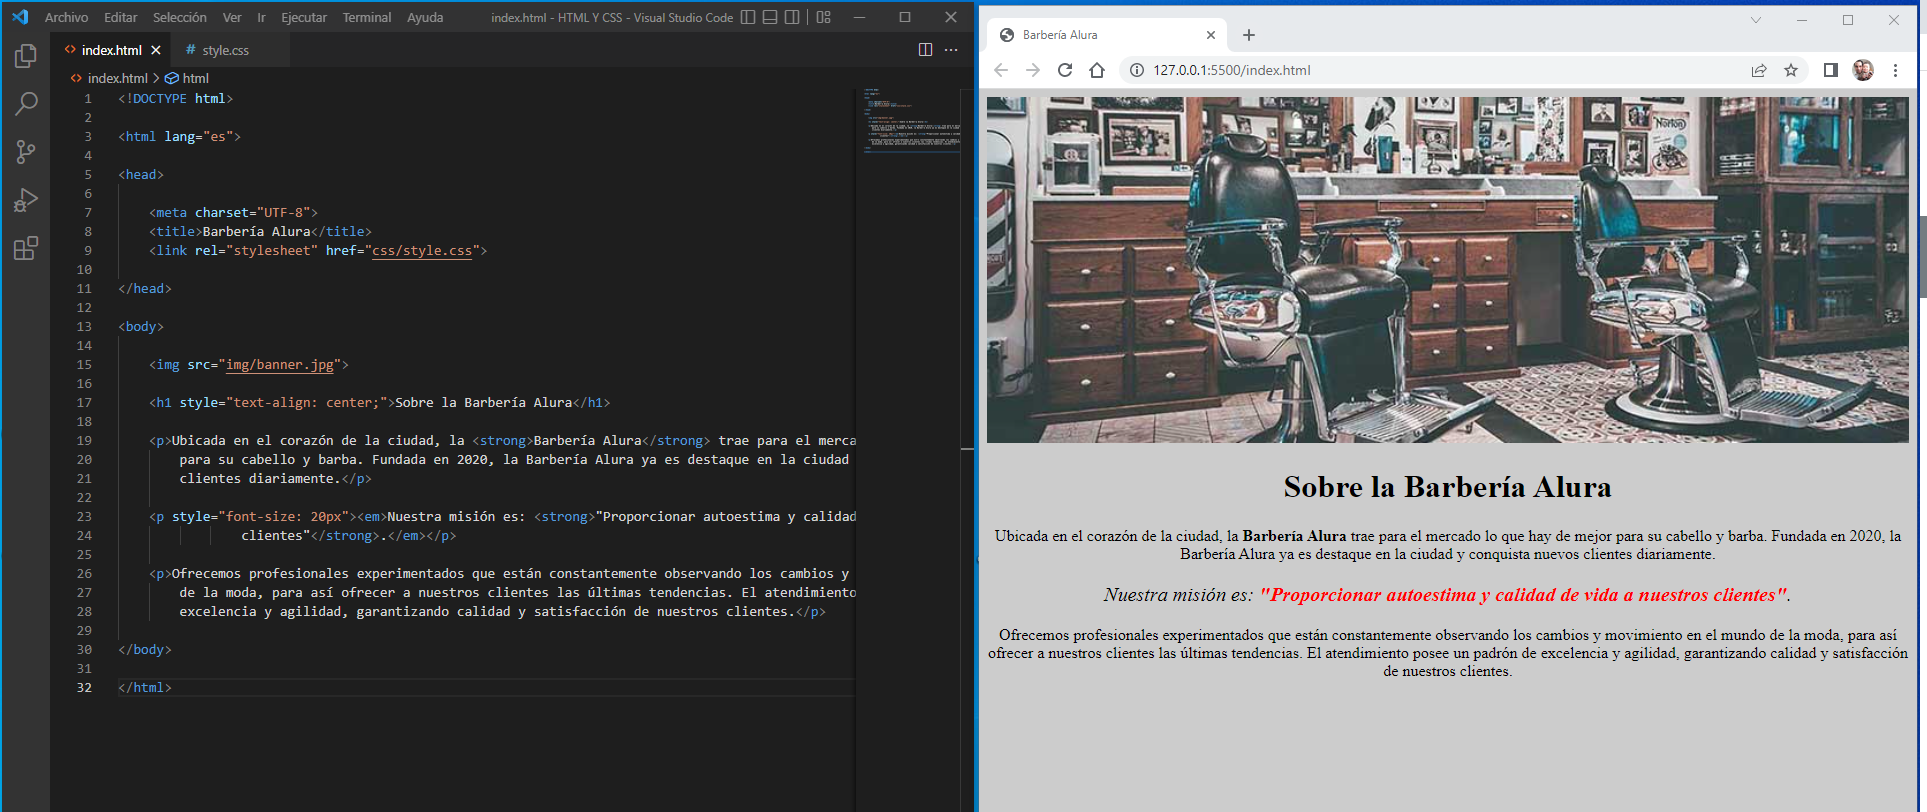 Archivo Editar Selección Ver Ir Ejecutar Terminal Ayuda index.html - HTML Y CSS - Visual Studio Code
index.html style.css
index.html > html
1 <!DOCTYPE html>
2
3 <html lang="es">
4
5 <head>
6
7 <meta charset="UTF-8">
8 <title>Barbería Alura</title>
9 <link rel="stylesheet" href="css/style.css">
10
11 </head>
12
13 <body>
14
15 <img src="img/banner.jpg">
16
17 <h1 style="text-align: center;">Sobre la Barbería Alura</h1>
18
19 <p>Ubicada en el corazón de la ciudad, la <strong>Barbería Alura</strong> trae para el merca
20 para su cabello y barba. Fundada en 2020, la Barbería Alura ya es destaque en la ciudad
21 clientes diariamente.</p>
22
23 <p style="font-size: 20px"><em>Nuestra misión es: <strong>"Proporcionar autoestima y calidad
24 clientes"</strong>.</em></p>
25
26 <p>Ofrecemos profesionales experimentados que están constantemente observando los cambios y
27 de la moda, para así ofrecer a nuestros clientes las últimas tendencias. El atendimiento
28 excelencia y agilidad, garantizando calidad y satisfacción de nuestros clientes.</p>
29
30 </body>
31
32 </html>
Barbería Alura
127.0.0.1:5500/index.html
Norton
Sobre la Barbería Alura
Ubicada en el corazón de la ciudad, la Barbería Alura trae para el mercado lo que hay de mejor para su cabello y barba. Fundada en 2020, la
Barbería Alura ya es destaque en la ciudad y conquista nuevos clientes diariamente.
Nuestra misión es: "Proporcionar autoestima y calidad de vida a nuestros clientes".
Ofrecemos profesionales experimentados que están constantemente observando los cambios y movimiento en el mundo de la moda, para así
ofrecer a nuestros clientes las últimas tendencias. El atendimiento posee un padrón de excelencia y agilidad, garantizando calidad y satisfacción
de nuestros clientes.